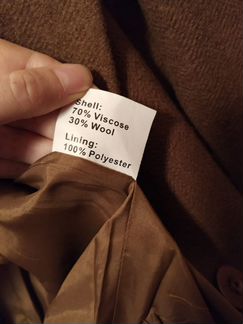 Shell:
70% Viscose
30% Wool
Lining:
100% Polyester